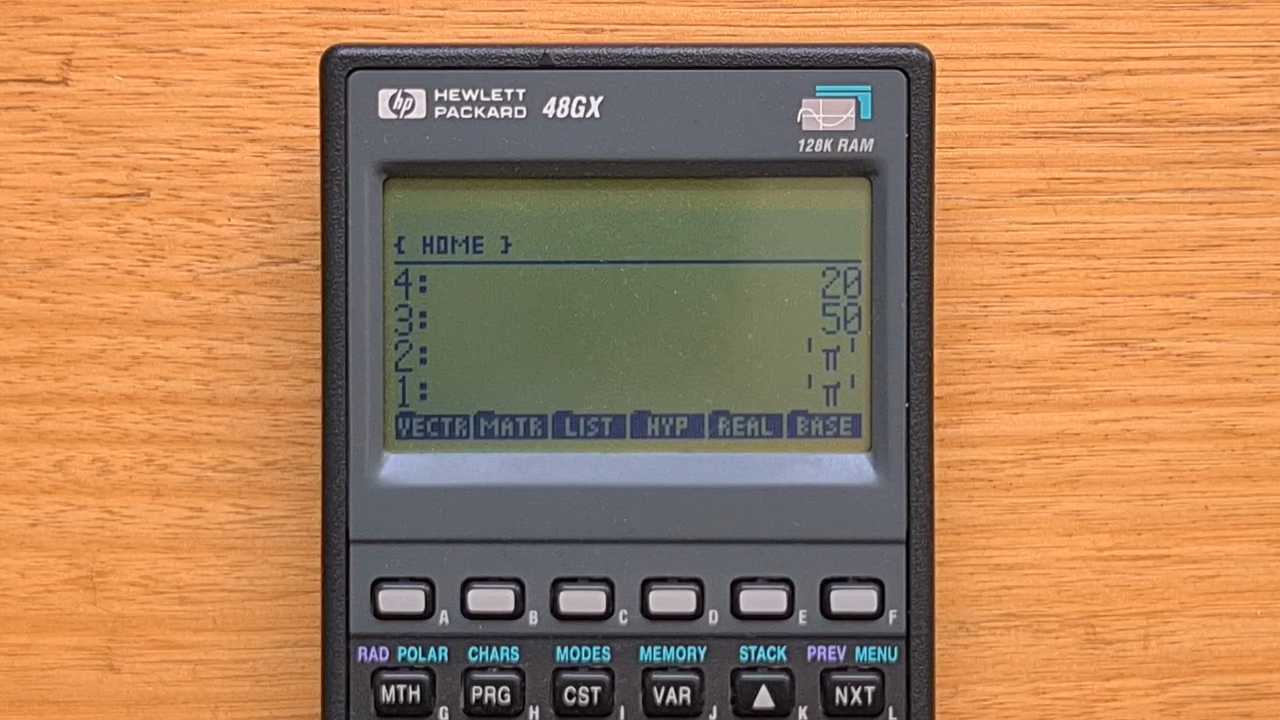 hp HEWLETT PACKARD 48GX
128K RAM
{ HOME }
4: 20
3: 50
2: 'π'
1: 'π'
VECTR MATR LIST HYP REAL BASE
A B C D E F
RAD POLAR CHARS MODES MEMORY STACK PREV MENU
MTH PRG CST VAR ▲ NXT
G H I J K L